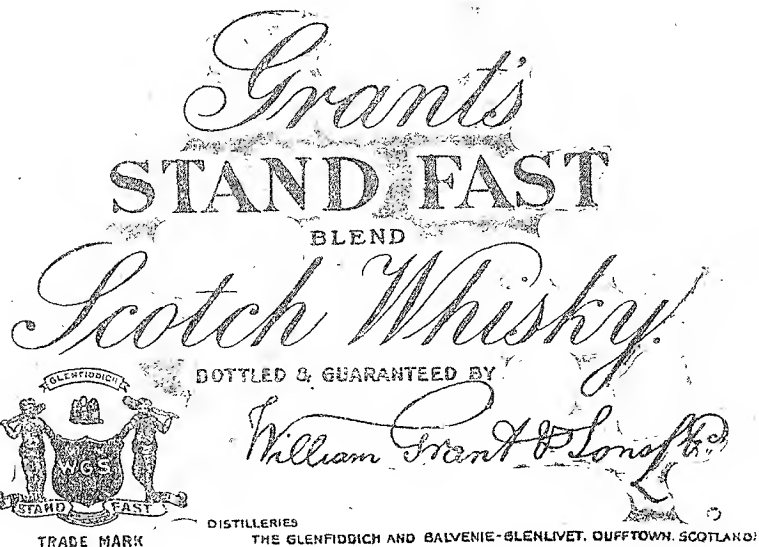 Grant's
STAND FAST
BLEND
Scotch Whisky.
BOTTLED & GUARANTEED BY
William Grant & Sons Ltd.
GLENFIDDICH
WGS
STAND FAST
TRADE MARK
DISTILLERIES
THE GLENFIDDICH AND BALVENIE-GLENLIVET. DUFFTOWN. SCOTLAND.